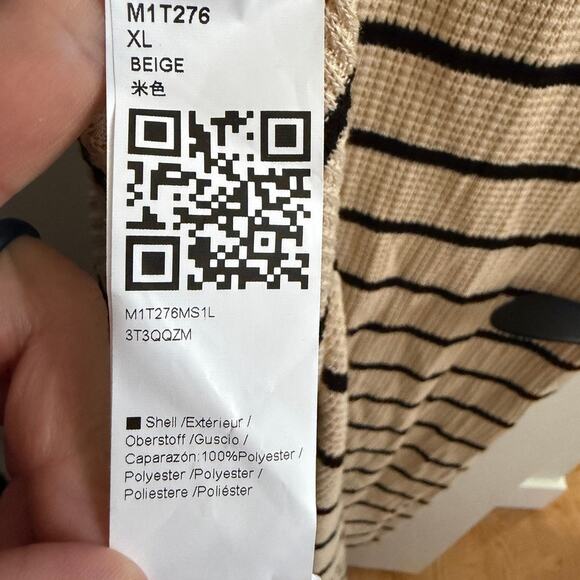 M1T276
XL
BEIGE
米色
M1T276MS1L
3T3QQZM
Shell /Extérieur /
Oberstoff /Guscio /
Caparazón:100%Polyester /
Polyester /Polyester /
Poliestere /Poliéster